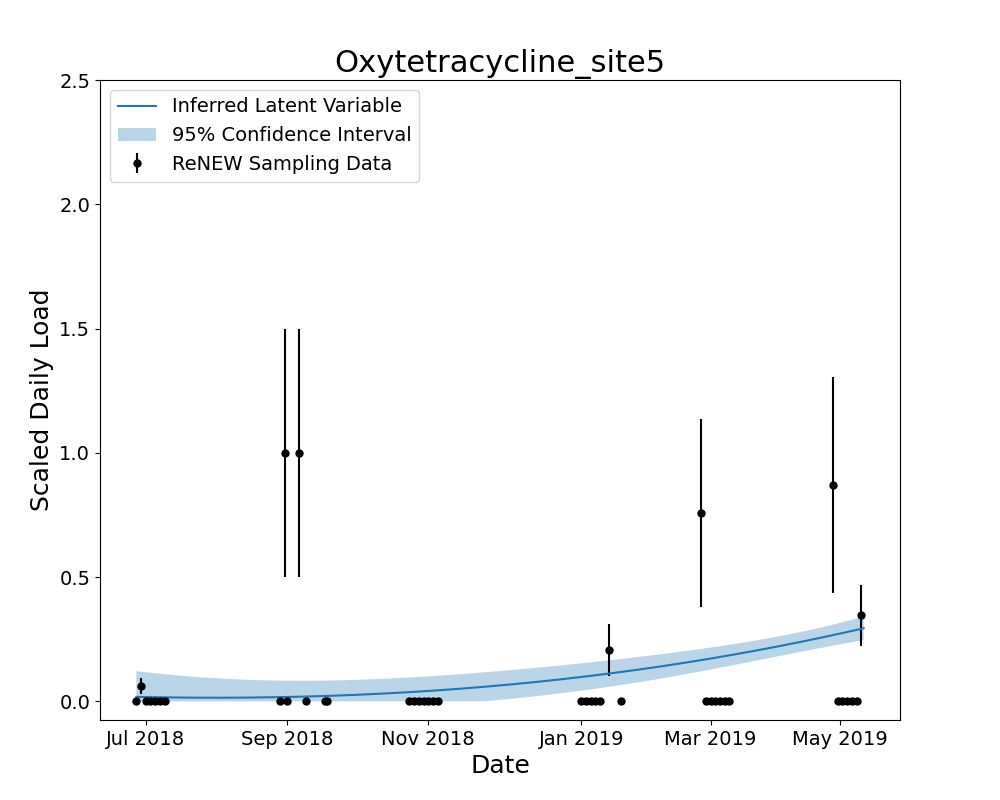 Oxytetracycline_site5
Inferred Latent Variable
95% Confidence Interval
ReNEW Sampling Data
Scaled Daily Load
2.5
2.0
1.5
1.0
0.5
0.0
Jul 2018 Sep 2018 Nov 2018 Jan 2019 Mar 2019 May 2019
Date